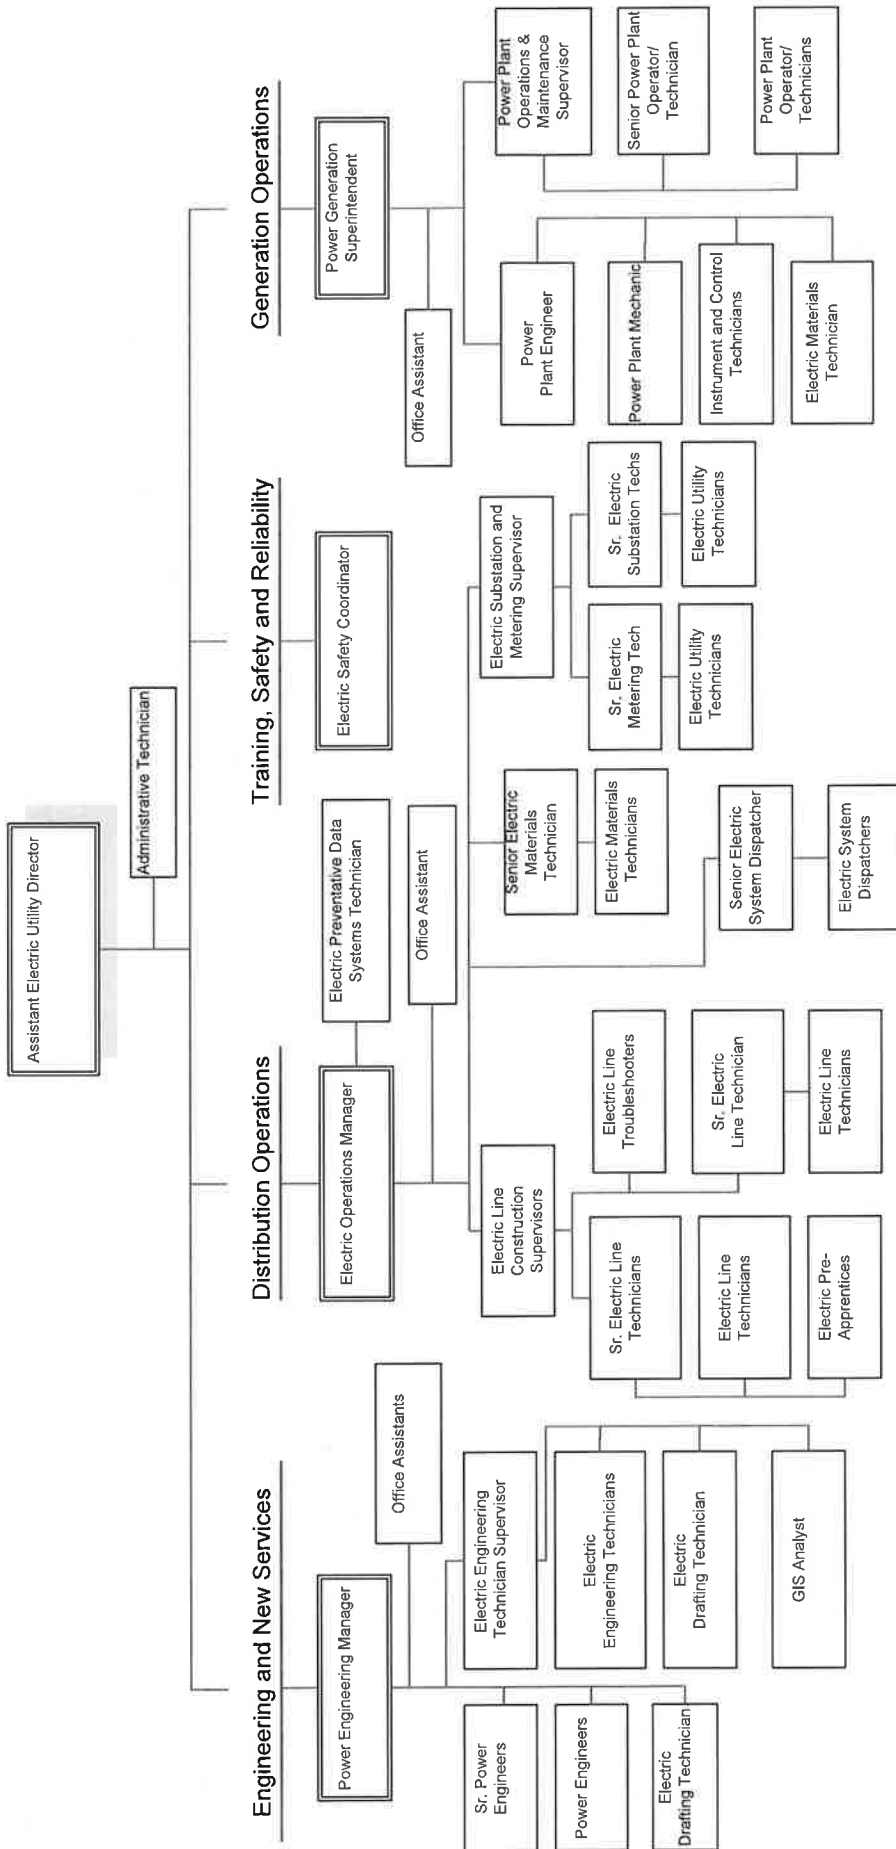 Assistant Electric Utility Director
Administrative Technician
Engineering and New Services
Power Engineering Manager
Office Assistants
Sr. Power
Engineers
Power Engineers
Electric
Drafting Technician
Electric Engineering
Technician Supervisor
Electric
Engineering Technicians
Electric
Drafting Technician
GIS Analyst
Distribution Operations
Electric Operations Manager
Electric Preventative Data
Systems Technician
Office Assistant
Electric Line
Construction
Supervisors
Sr. Electric Line
Technicians
Electric Line
Technicians
Electric Pre-
Apprentices
Electric Line
Troubleshooters
Sr. Electric
Line Technician
Electric Line
Technicians
Senior Electric
Materials
Technician
Electric Materials
Technicians
Senior Electric
System Dispatcher
Electric System
Dispatchers
Electric Substation and
Metering Supervisor
Sr. Electric
Metering Tech
Electric Utility
Technicians
Sr. Electric
Substation Techs
Electric Utility
Technicians
Training, Safety and Reliability
Electric Safety Coordinator
Generation Operations
Power Generation
Superintendent
Office Assistant
Power
Plant Engineer
Power Plant Mechanic
Instrument and Control
Technicians
Electric Materials
Technician
Power Plant
Operations &
Maintenance
Supervisor
Senior Power Plant
Operator/
Technician
Power Plant
Operator/
Technicians